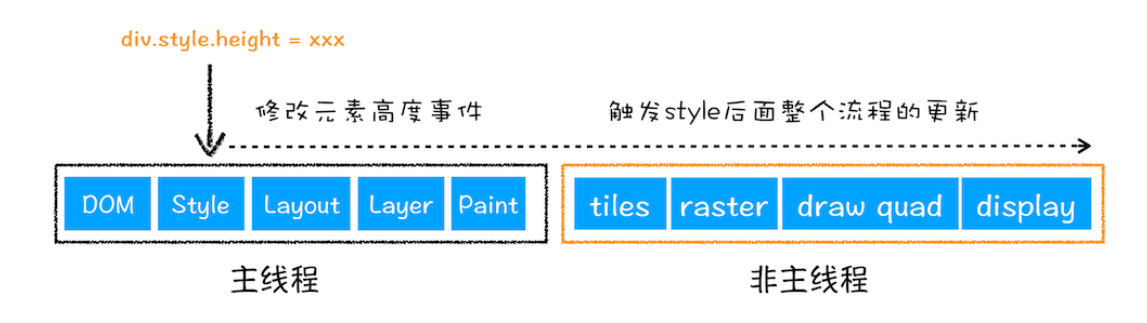 div.style.height = xxx
修改元素高度事件
触发style后面整个流程的更新
DOM Style Layout Layer Paint
tiles raster draw quad display
主线程
非主线程